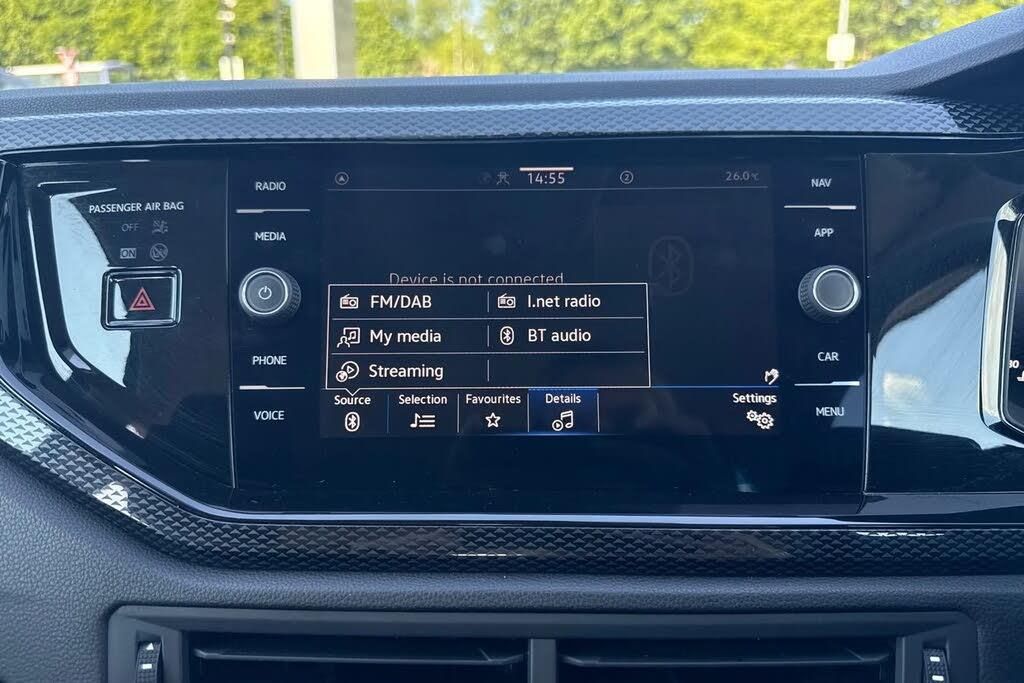 PASSENGER AIR BAG
OFF
ON
RADIO
MEDIA
PHONE
VOICE
14:55
2
26.0°C
Device is not connected.
FM/DAB
I.net radio
My media
BT audio
Streaming
Source
Selection
Favourites
Details
Settings
NAV
APP
CAR
MENU